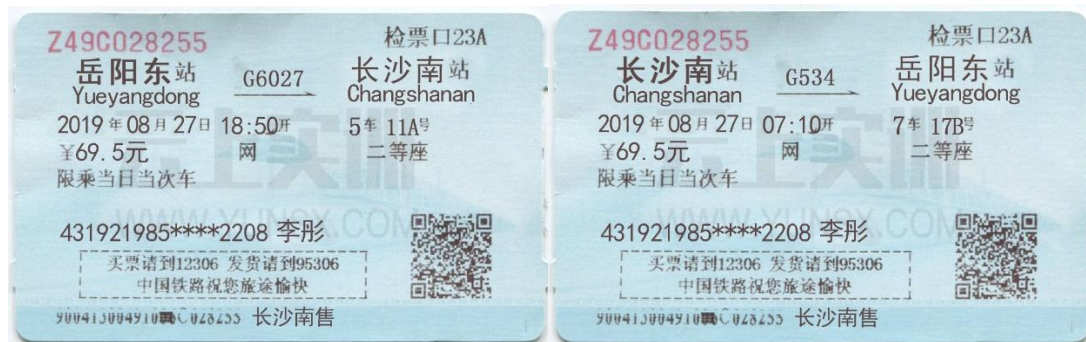 Z49C028255 检票口23A
岳阳东站 G6027 长沙南站
Yueyangdong Changshanan
2019年08月27日 18:50开 5车 11A号
¥69.5元 网 二等座
限乘当日当次车
431921985****2208 李彤
买票请到12306 发货请到95306
中国铁路祝您旅途愉快
长沙南售
Z49C028255 检票口23A
长沙南站 G534 岳阳东站
Changshanan Yueyangdong
2019年08月27日 07:10开 7车 17B号
¥69.5元 网 二等座
限乘当日当次车
431921985****2208 李彤
买票请到12306 发货请到95306
中国铁路祝您旅途愉快
长沙南售